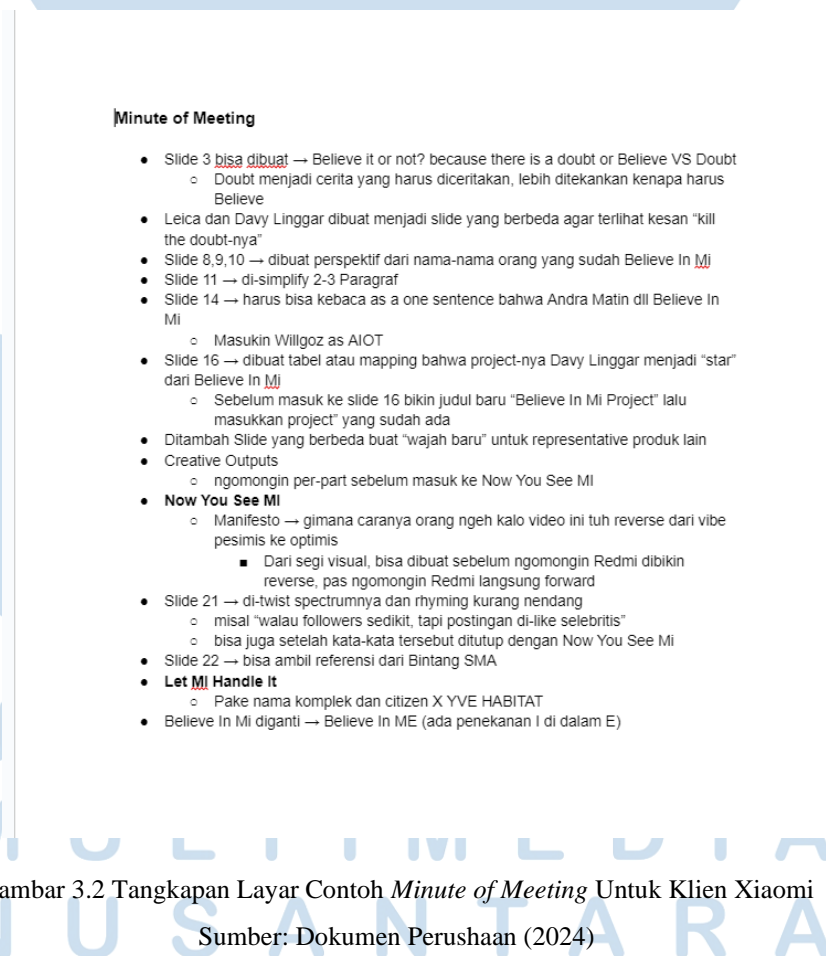 Minute of Meeting
● Slide 3 bisa dibuat → Believe it or not? because there is a doubt or Believe VS Doubt
○ Doubt menjadi cerita yang harus diceritakan, lebih ditekankan kenapa harus
Believe
● Leica dan Davy Linggar dibuat menjadi slide yang berbeda agar terlihat kesan “kill
the doubt-nya”
● Slide 8,9,10 → dibuat perspektif dari nama-nama orang yang sudah Believe In Mi
● Slide 11 → di-simplify 2-3 Paragraf
● Slide 14 → harus bisa kebaca as a one sentence bahwa Andra Matin dll Believe In
Mi
○ Masukin Willgoz as AIOT
● Slide 16 → dibuat tabel atau mapping bahwa project-nya Davy Linggar menjadi “star”
dari Believe In Mi
○ Sebelum masuk ke slide 16 bikin judul baru “Believe In Mi Project” lalu
masukkan project” yang sudah ada
● Ditambah Slide yang berbeda buat “wajah baru” untuk representative produk lain
● Creative Outputs
○ ngomongin per-part sebelum masuk ke Now You See MI
● Now You See MI
○ Manifesto → gimana caranya orang ngeh kalo video ini tuh reverse dari vibe
pesimis ke optimis
■ Dari segi visual, bisa dibuat sebelum ngomongin Redmi dibikin
reverse, pas ngomongin Redmi langsung forward
● Slide 21 → di-twist spectrumnya dan rhyming kurang nendang
○ misal “walau followers sedikit, tapi postingan di-like selebritis”
○ bisa juga setelah kata-kata tersebut ditutup dengan Now You See Mi
● Slide 22 → bisa ambil referensi dari Bintang SMA
● Let MI Handle It
○ Pake nama komplek dan citizen X YVE HABITAT
● Believe In Mi diganti → Believe In ME (ada penekanan I di dalam E)
MULTIMEDIA
ambar 3.2 Tangkapan Layar Contoh Minute of Meeting Untuk Klien Xiaomi
NUSANTARA
Sumber: Dokumen Perushaan (2024)